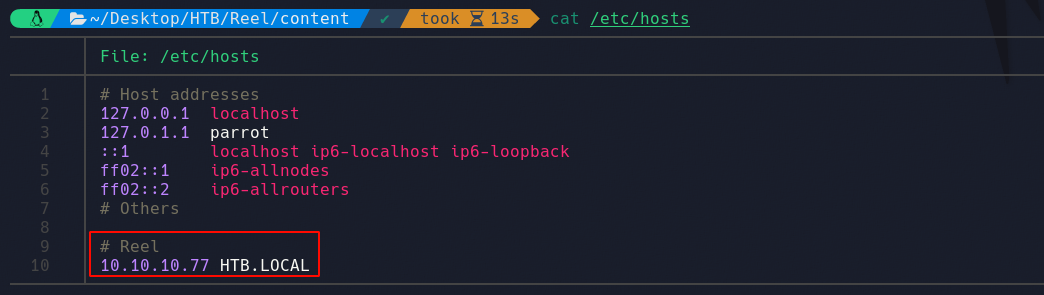 ~/Desktop/HTB/Reel/content ✔ took 13s cat /etc/hosts
File: /etc/hosts
1 # Host addresses
2 127.0.0.1 localhost
3 127.0.1.1 parrot
4 ::1 localhost ip6-localhost ip6-loopback
5 ff02::1 ip6-allnodes
6 ff02::2 ip6-allrouters
7 # Others
8
9 # Reel
10 10.10.10.77 HTB.LOCAL